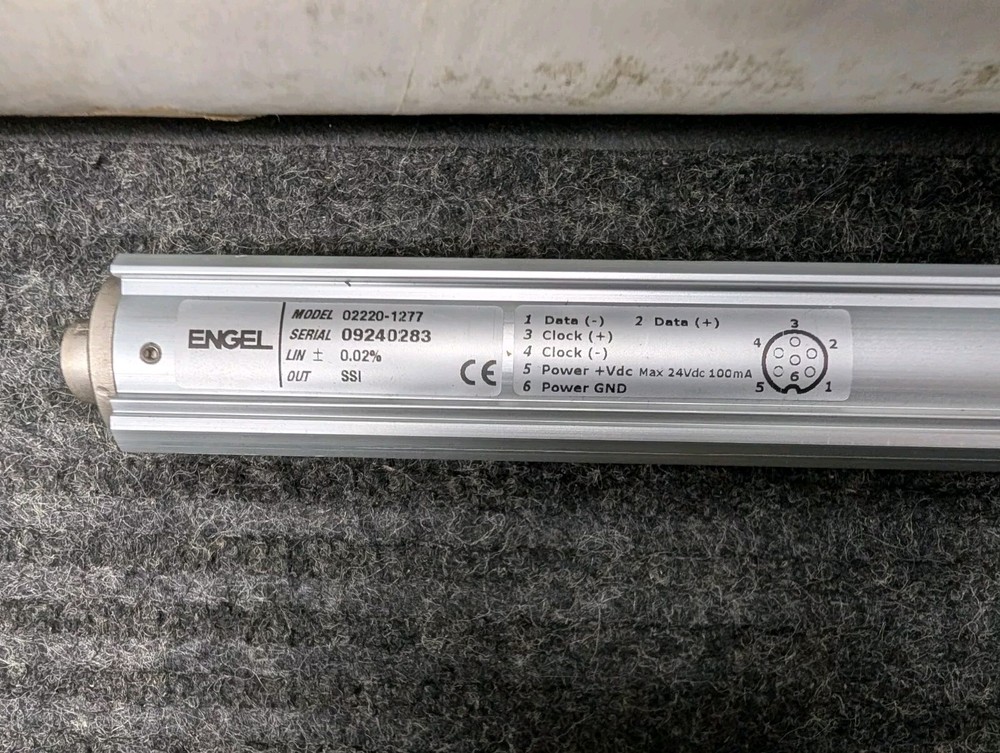 ENGEL
MODEL 02220-1277
SERIAL 09240283
LIN ± 0.02%
OUT SSI
CE
1 Data (-) 2 Data (+)
3 Clock (+)
4 Clock (-)
5 Power +Vdc Max 24Vdc 100mA
6 Power GND
3
4 2
6
5 1